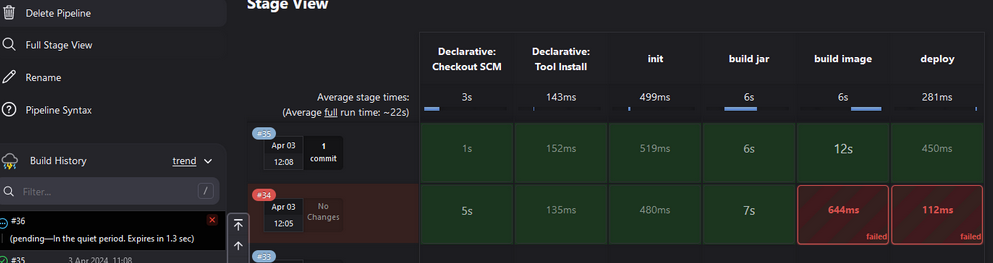 Delete Pipeline
Full Stage View
Rename
Pipeline Syntax
Build History
trend
Filter...
/
#36
(pending—In the quiet period. Expires in 1.3 sec)
#35
3 Apr 2024, 11:08
Stage View
Declarative: Checkout SCM
Declarative: Tool Install
init
build jar
build image
deploy
Average stage times:
(Average full run time: ~22s)
3s
143ms
499ms
6s
6s
281ms
#35
Apr 03
12:08
1
commit
1s
152ms
519ms
6s
12s
450ms
#34
Apr 03
12:05
No
Changes
5s
135ms
480ms
7s
644ms
failed
112ms
failed
#33